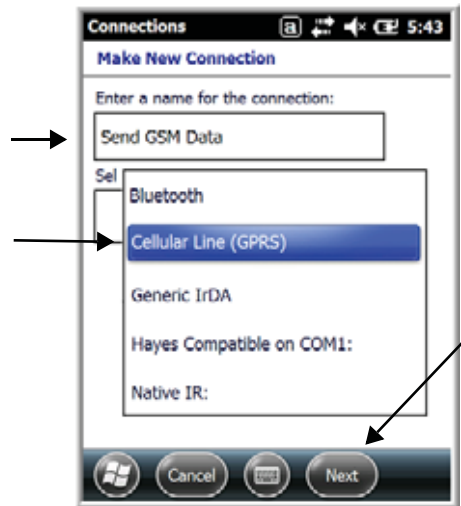 Connections a 5:43
Make New Connection
Enter a name for the connection:
Send GSM Data
Sel
Bluetooth
Cellular Line (GPRS)
Generic IrDA
Hayes Compatible on COM1:
Native IR:
Cancel Next